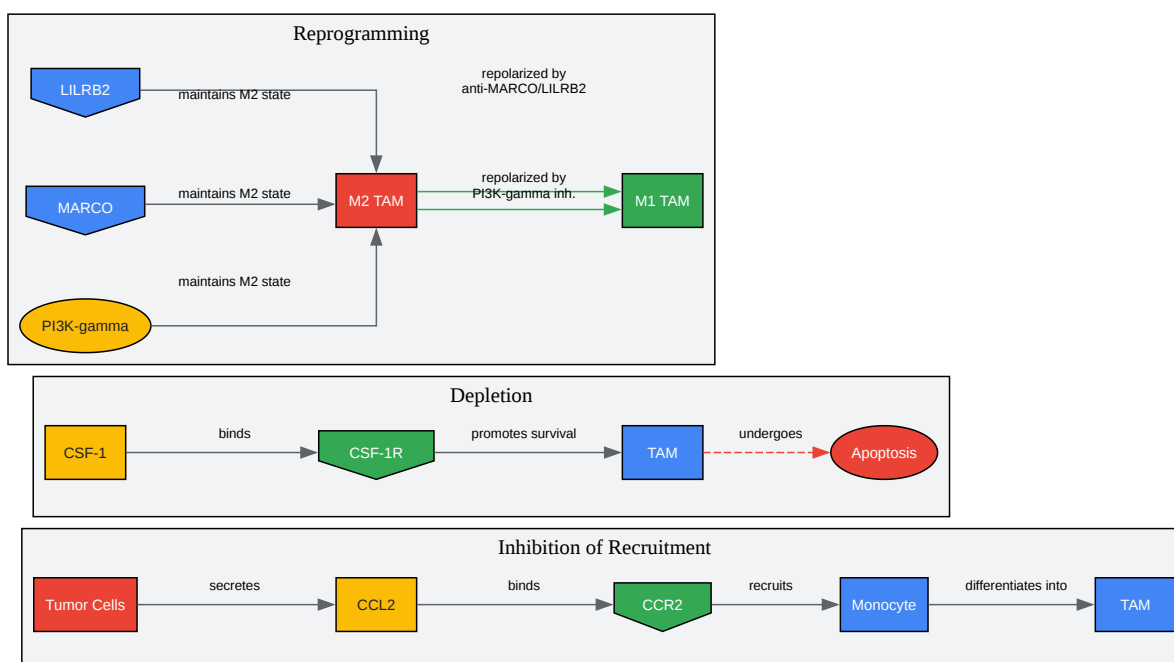 Reprogramming
LILRB2
maintains M2 state
repolarized by
anti-MARCO/LILRB2
MARCO
maintains M2 state
M2 TAM
repolarized by
PI3K-gamma inh.
M1 TAM
maintains M2 state
PI3K-gamma
Depletion
CSF-1
binds
CSF-1R
promotes survival
TAM
undergoes
Apoptosis
Inhibition of Recruitment
Tumor Cells
secretes
CCL2
binds
CCR2
recruits
Monocyte
differentiates into
TAM